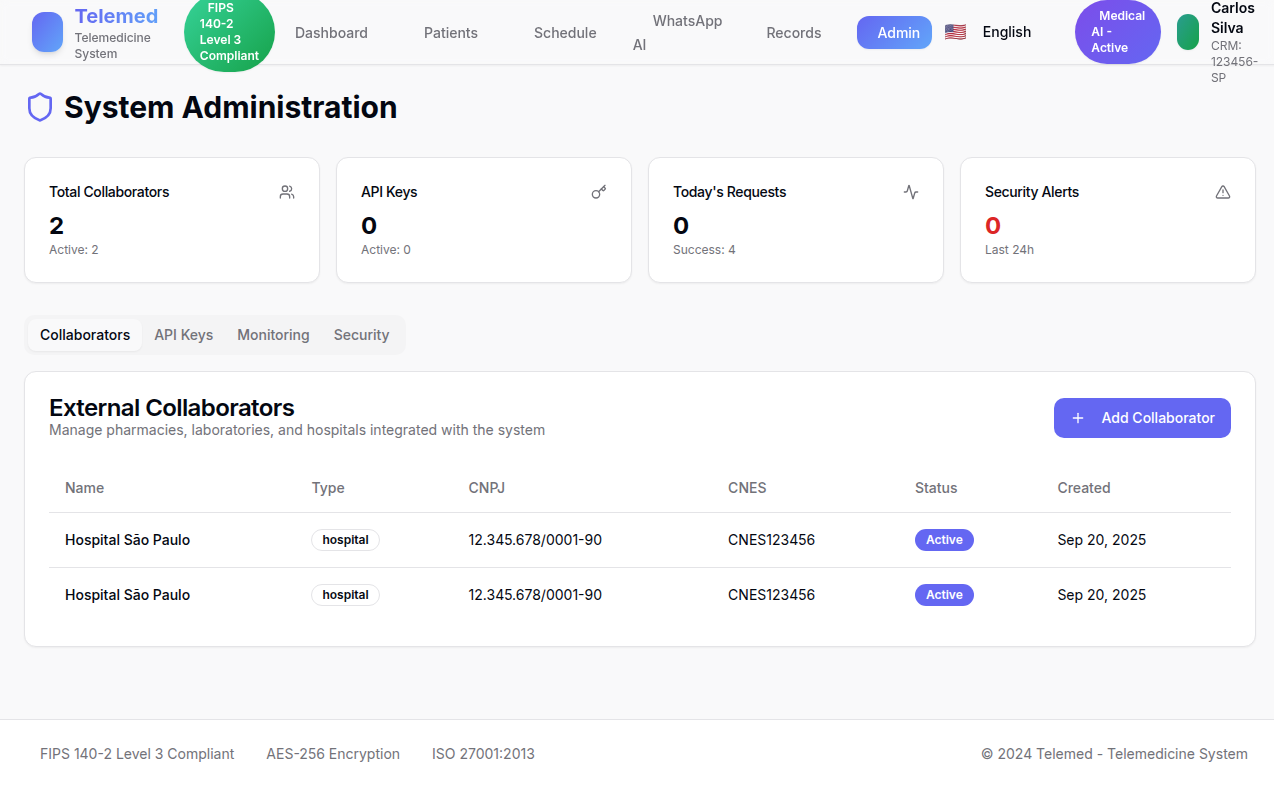 Telemed
Telemedicine
System
FIPS
140-2
Level 3
Compliant
Dashboard
Patients
Schedule
WhatsApp
AI
Records
Admin
English
Medical
AI -
Active
Carlos
Silva
CRM:
123456-
SP
System Administration
Total Collaborators
2
Active: 2
API Keys
0
Active: 0
Today's Requests
0
Success: 4
Security Alerts
0
Last 24h
Collaborators API Keys Monitoring Security
External Collaborators
Manage pharmacies, laboratories, and hospitals integrated with the system
+ Add Collaborator
Name Type CNPJ CNES Status Created
Hospital São Paulo hospital 12.345.678/0001-90 CNES123456 Active Sep 20, 2025
Hospital São Paulo hospital 12.345.678/0001-90 CNES123456 Active Sep 20, 2025
FIPS 140-2 Level 3 Compliant AES-256 Encryption ISO 27001:2013
© 2024 Telemed - Telemedicine System